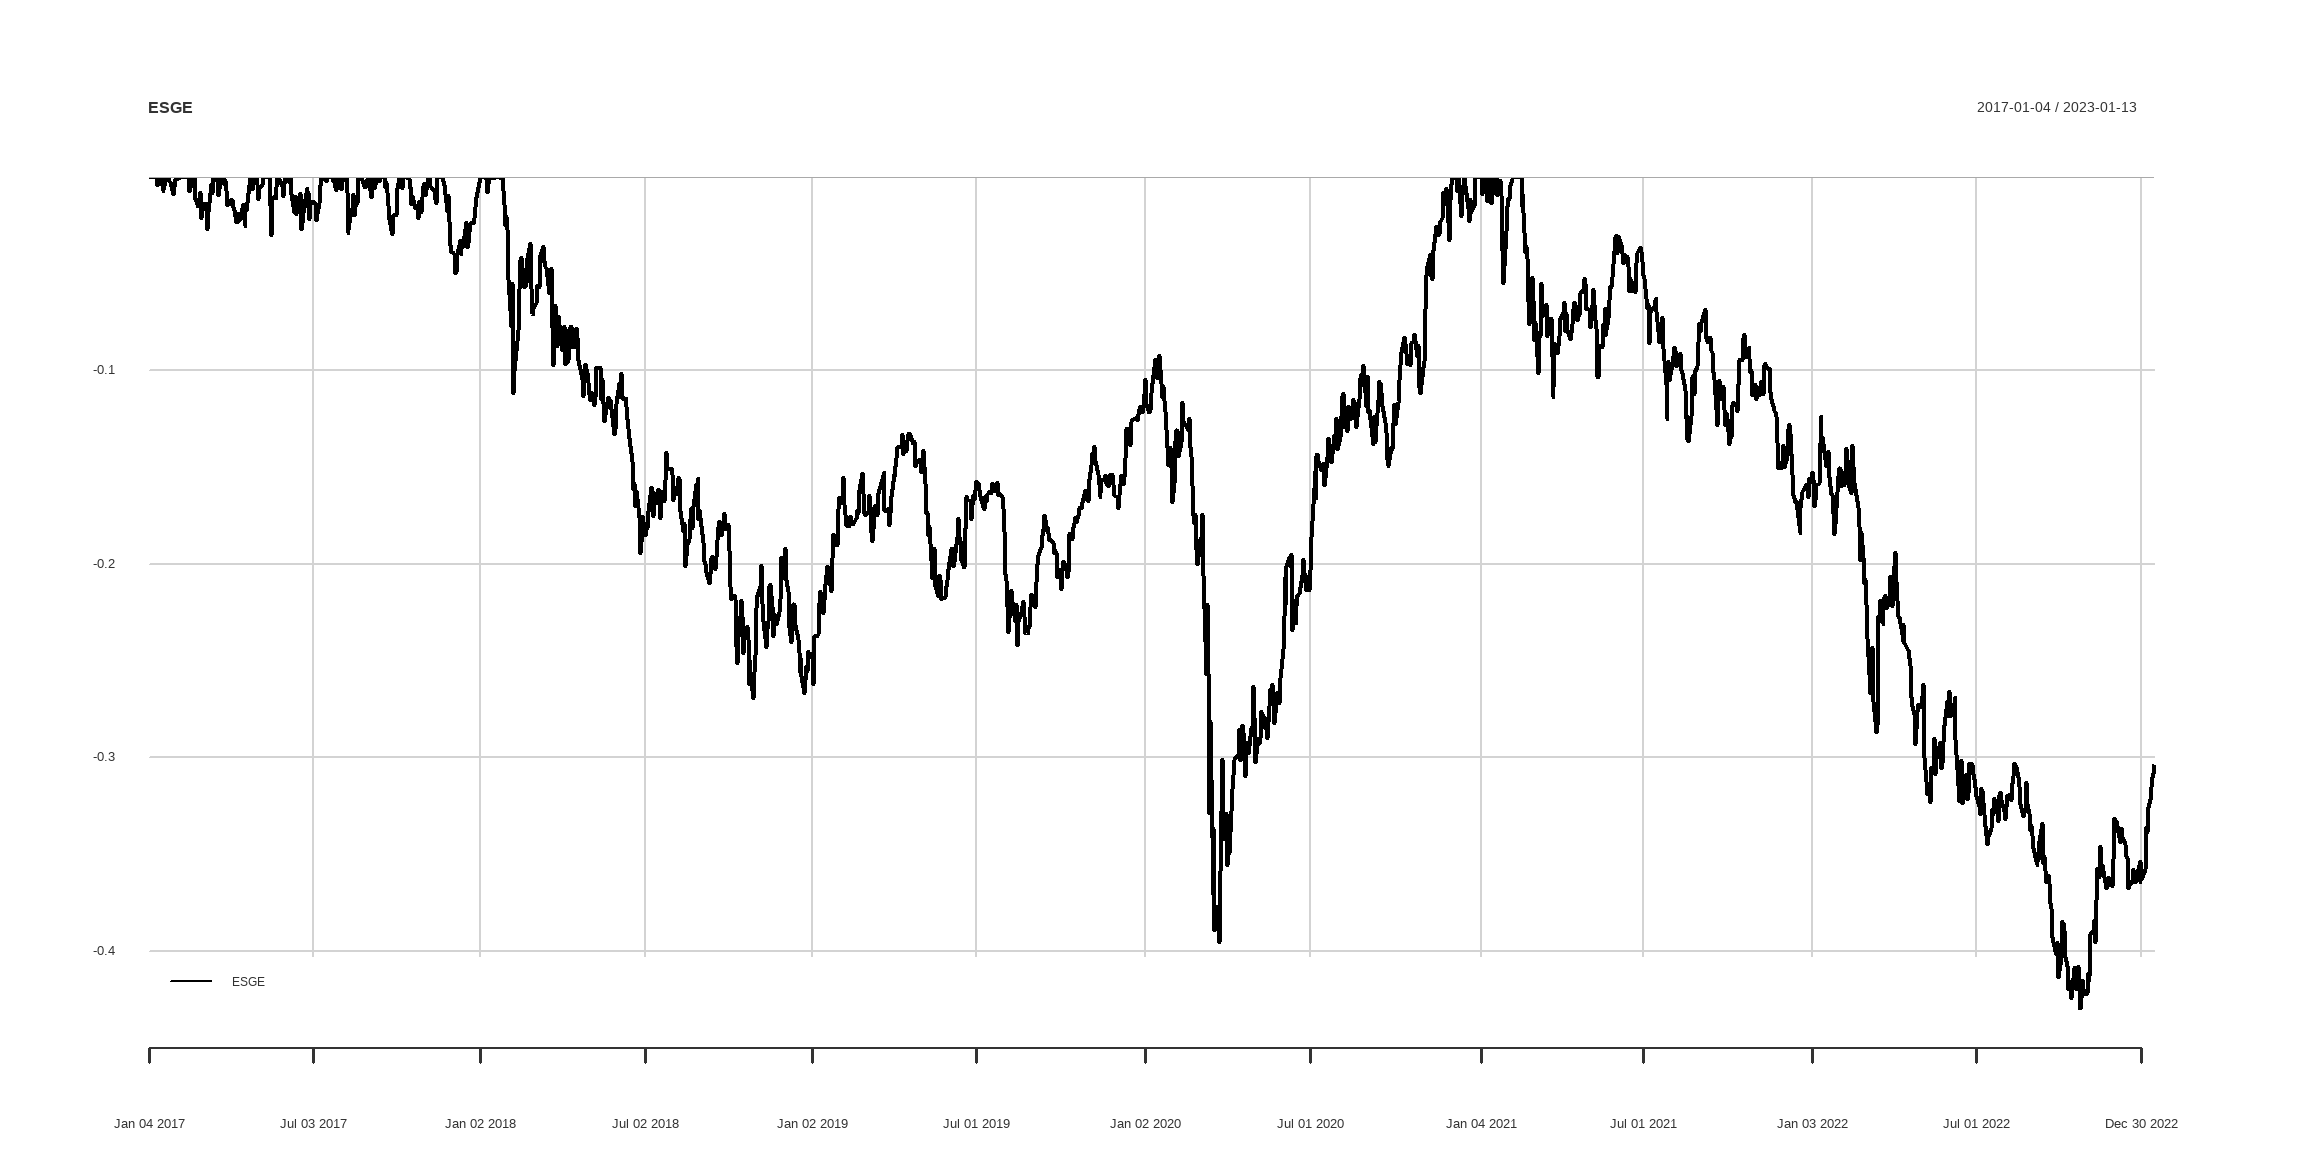 ESGE
2017-01-04 / 2023-01-13
-0.1
-0.2
-0.3
-0.4
ESGE
Jan 04 2017
Jul 03 2017
Jan 02 2018
Jul 02 2018
Jan 02 2019
Jul 01 2019
Jan 02 2020
Jul 01 2020
Jan 04 2021
Jul 01 2021
Jan 03 2022
Jul 01 2022
Dec 30 2022